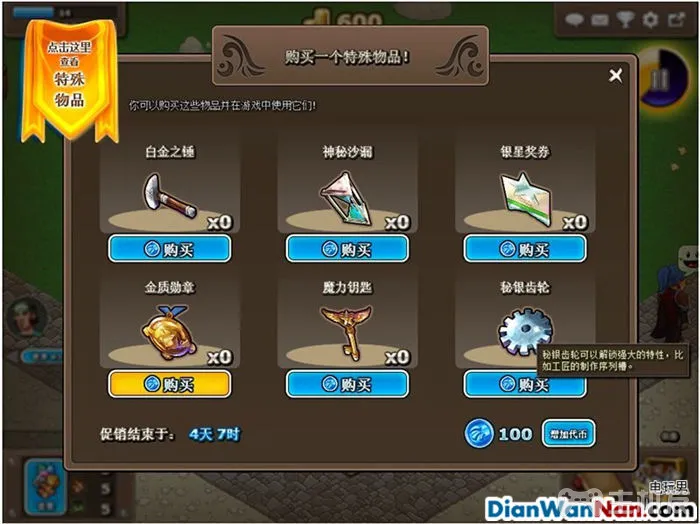 600
点击这里
查看
特殊
物品
购买一个特殊物品!
你可以购买这些物品并在游戏中使用它们!
白金之锤
神秘沙漏
银星奖券
x0
x0
x0
购买
购买
购买
金质勋章
魔力钥匙
秘银齿轮
x0
x0
购买
购买
购买
秘银齿轮可以解锁强大的特性，比
如工匠的制作序列槽。
促销结束于：
4天 7时
100
增加代币
5
5
电玩男
DianWanNan.com